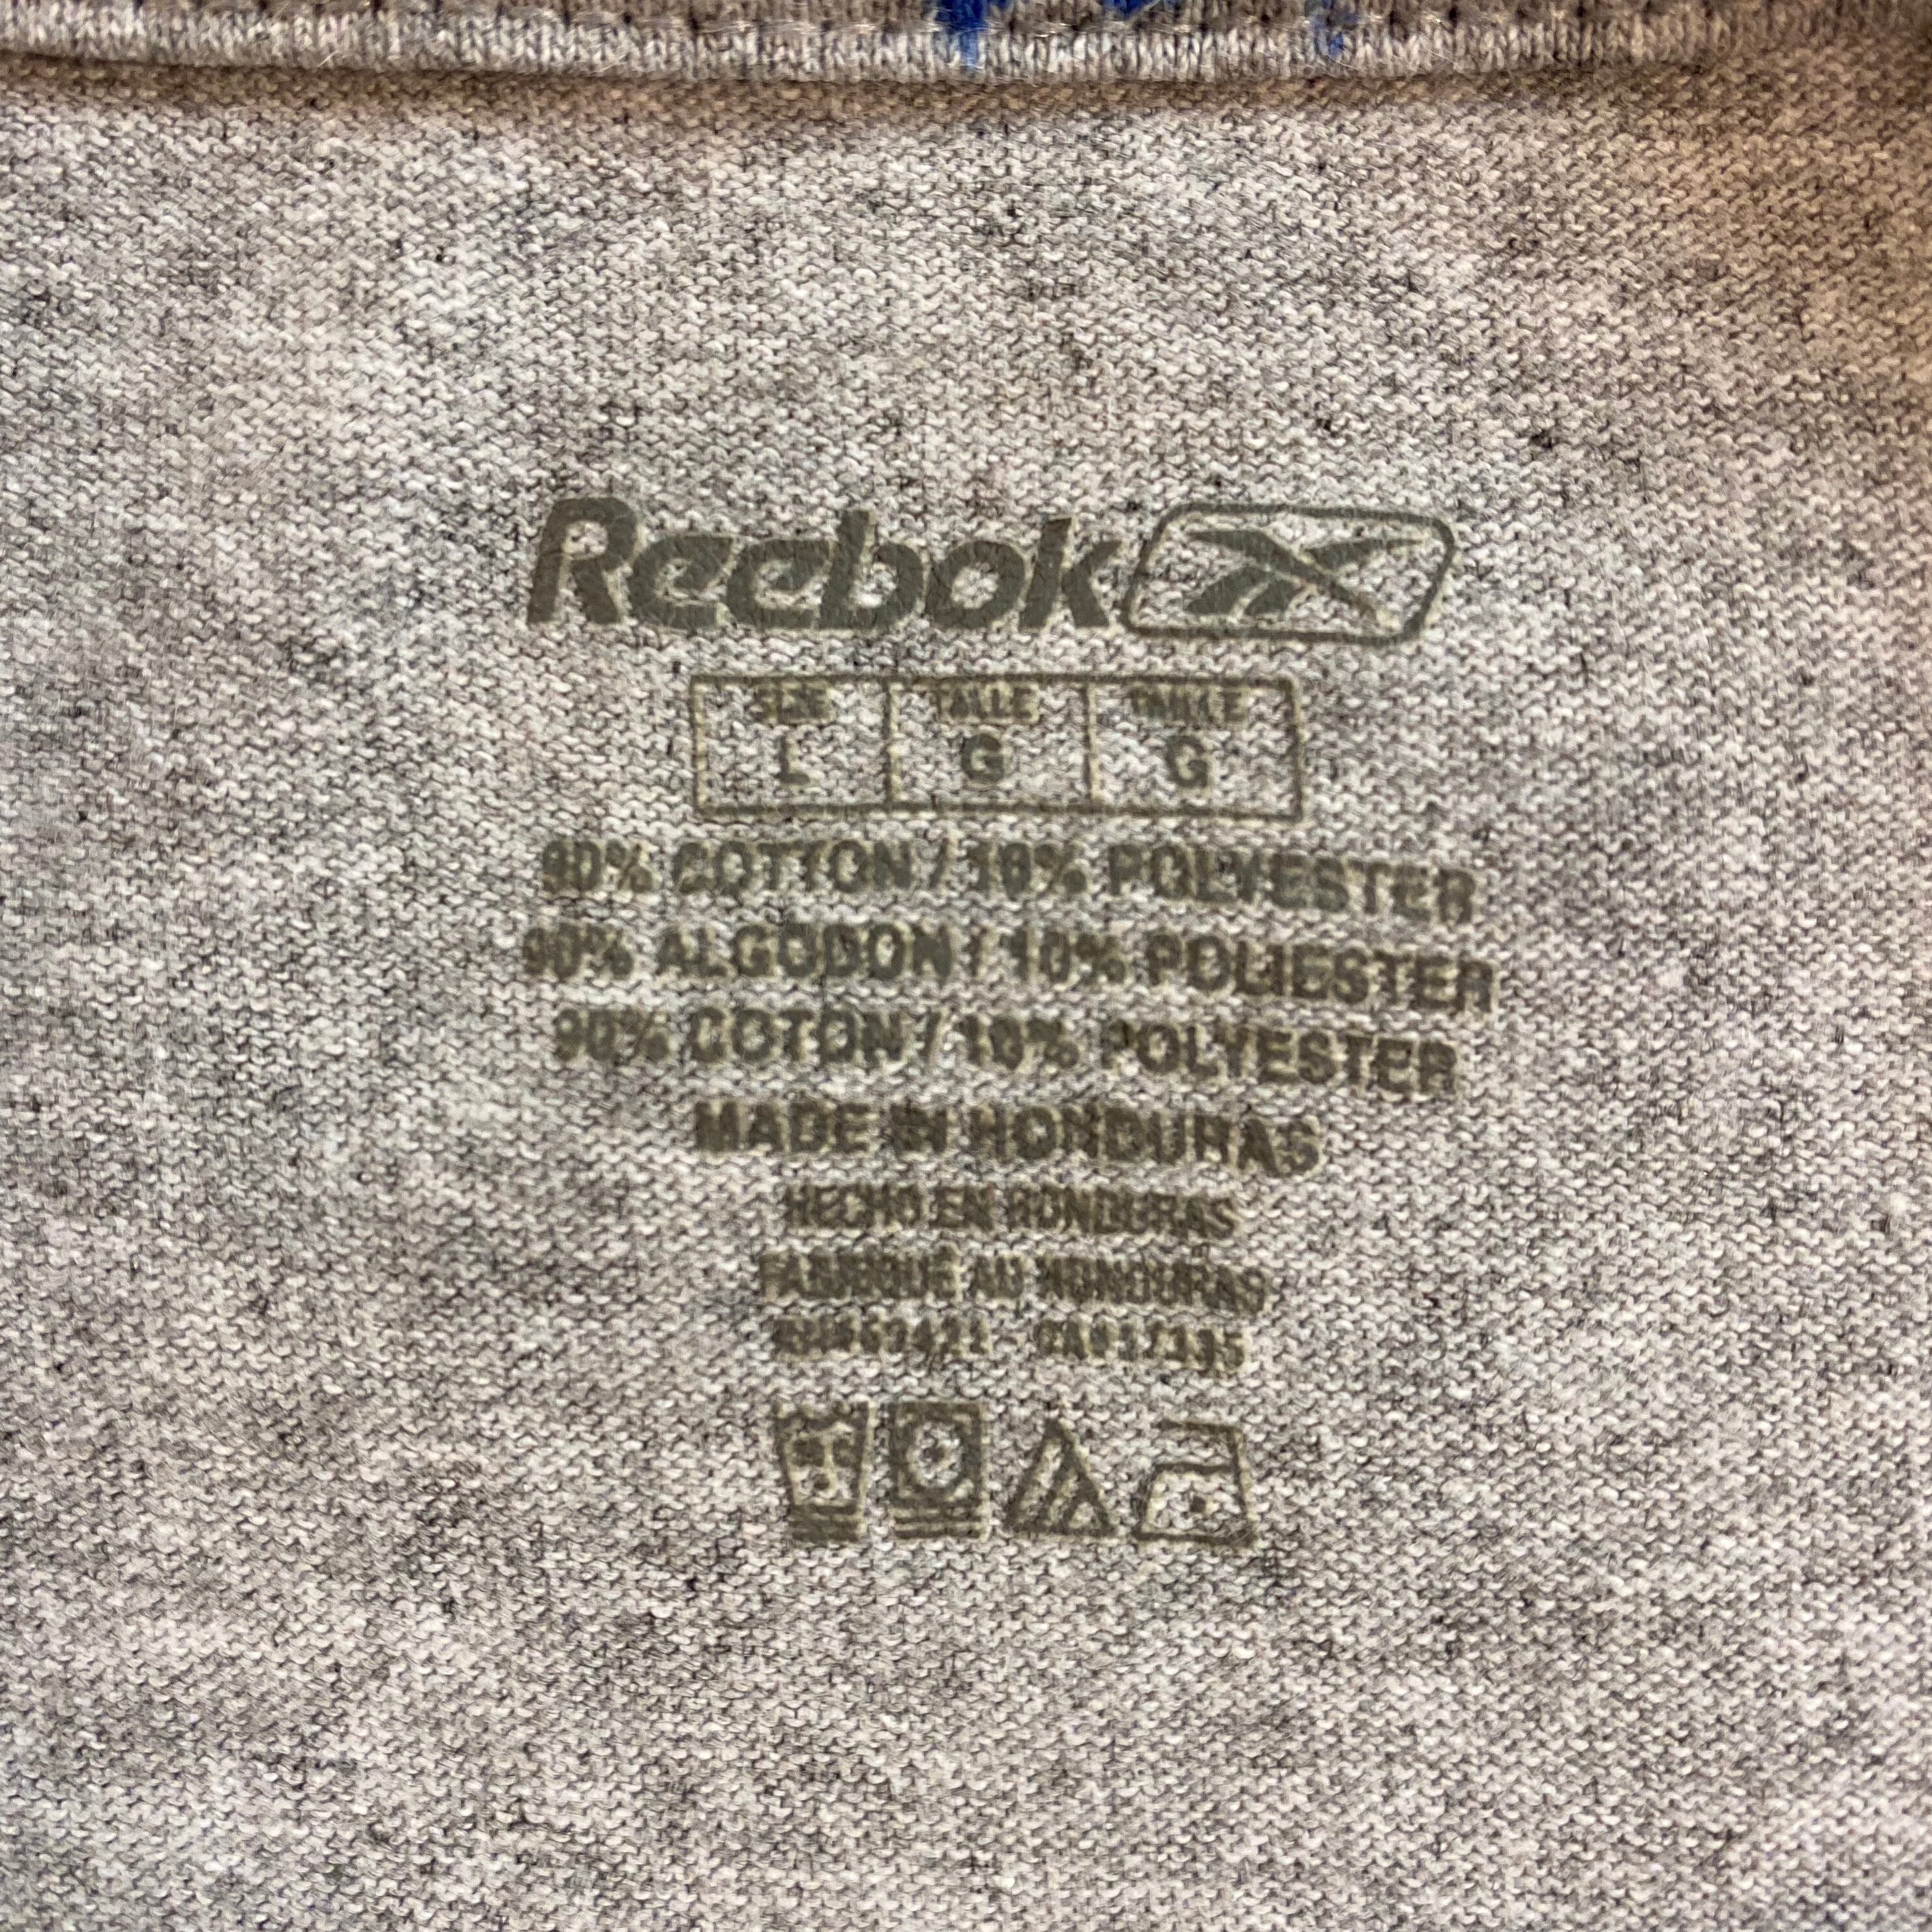 Reebok
SIZE TAILLE TAILLE
L G G
90% COTTON / 10% POLYESTER
90% ALGODON / 10% POLIESTER
90% COTON / 10% POLYESTER
MADE IN HONDURAS
HECHO EN HONDURAS
FABRIQUÉ AU HONDURAS